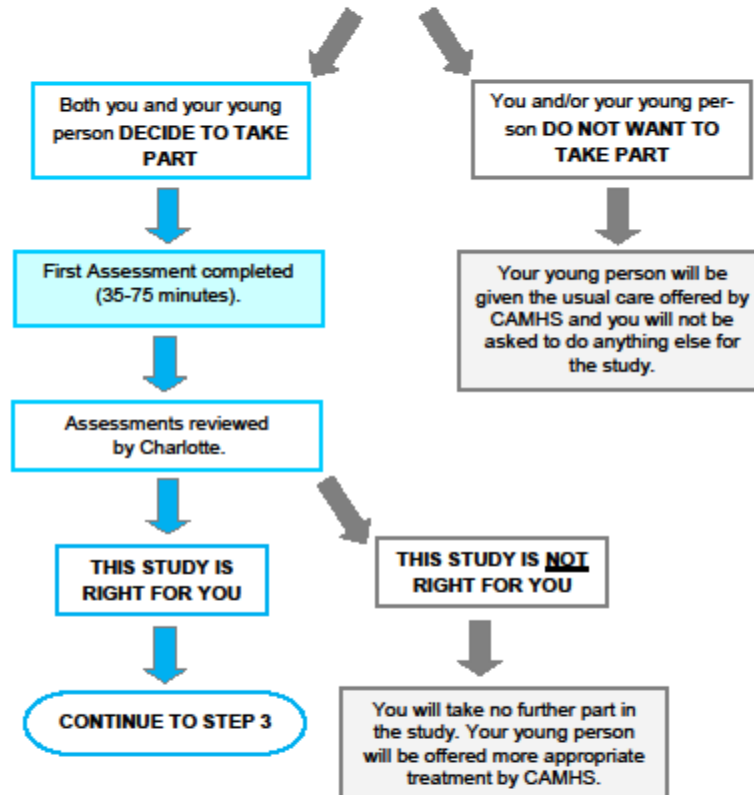 Both you and your young
person DECIDE TO TAKE
PART
You and/or your young per-
son DO NOT WANT TO
TAKE PART
First Assessment completed
(35-75 minutes).
Your young person will be
given the usual care offered by
CAMHS and you will not be
asked to do anything else for
the study.
Assessments reviewed
by Charlotte.
THIS STUDY IS
RIGHT FOR YOU
THIS STUDY IS NOT
RIGHT FOR YOU
CONTINUE TO STEP 3
You will take no further part in
the study. Your young person
will be offered more appropriate
treatment by CAMHS.